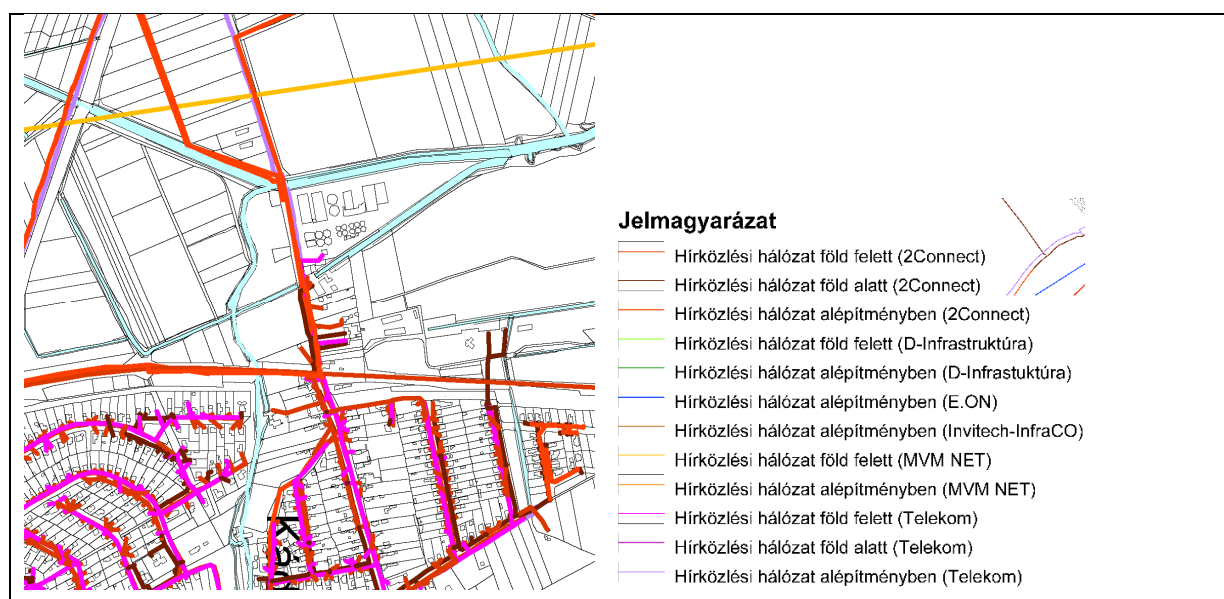 Jelmagyarázat
Hírközlési hálózat föld felett (2Connect)
Hírközlési hálózat föld alatt (2Connect)
Hírközlési hálózat alépítményben (2Connect)
Hírközlési hálózat föld felett (D-Infrastruktúra)
Hírközlési hálózat alépítményben (D-Infrastuktúra)
Hírközlési hálózat alépítményben (E.ON)
Hírközlési hálózat alépítményben (Invitech-InfraCO)
Hírközlési hálózat föld felett (MVM NET)
Hírközlési hálózat alépítményben (MVM NET)
Hírközlési hálózat föld felett (Telekom)
Hírközlési hálózat föld alatt (Telekom)
Hírközlési hálózat alépítményben (Telekom)